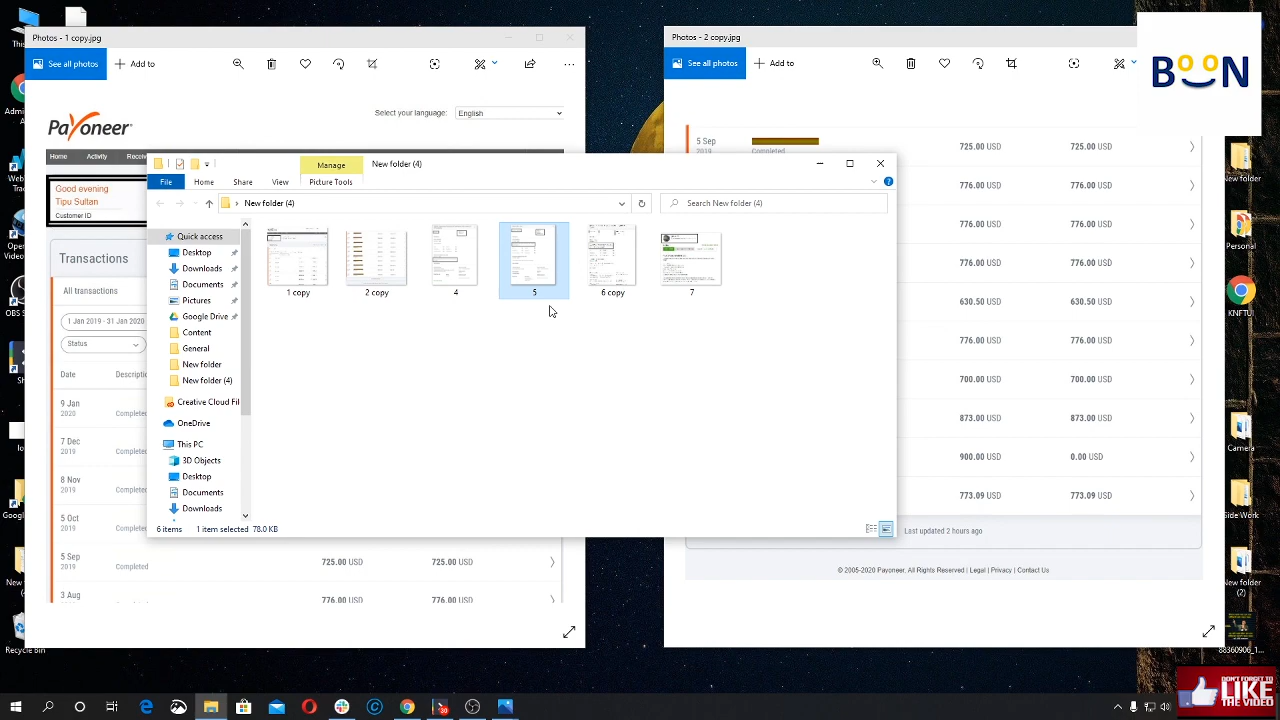 Photos - 1 copy.jpg
See all photos
Add to
Select your language:
English
Payoneer
Home
Activity
Good evening
Tipu Sultan
Customer ID
Transactions
All transactions
1 Jan 2019 - 31 Jan 2020
Status
Date
9 Jan
2020
Completed
7 Dec
2019
Completed
8 Nov
2019
Completed
5 Oct
2019
Completed
5 Sep
2019
Completed
725.00 USD
725.00 USD
3 Aug
776.00 USD
776.00 USD
Manage
New folder (4)
File
Home
Share
View
Picture Tools
New folder (4)
Search New folder (4)
Quick access
Desktop
Downloads
Documents
Pictures
Google Drive
Content
General
New folder
New folder (4)
Creative Cloud Fil
OneDrive
This PC
3D Objects
Desktop
Documents
Downloads
1 copy
2 copy
4
5
6 copy
7
6 items
1 item selected 78.0 KB
Photos - 2 copy.jpg
See all photos
Add to
5 Sep
2019
Completed
725.00 USD
725.00 USD
776.00 USD
776.00 USD
776.00 USD
776.00 USD
776.00 USD
776.00 USD
630.50 USD
630.50 USD
776.00 USD
776.00 USD
700.00 USD
700.00 USD
873.00 USD
873.00 USD
900.00 USD
0.00 USD
773.09 USD
773.09 USD
Last updated 2 hours ago
© 2005-2020 Payoneer, All Rights Reserved | Legal | Privacy | Contact Us
BOON
New folder
Personal
KNFTUI
Camera
Side Work
New folder
(2)
88360906_1...
Recycle Bin
30
DON'T FORGET TO
LIKE
THE VIDEO